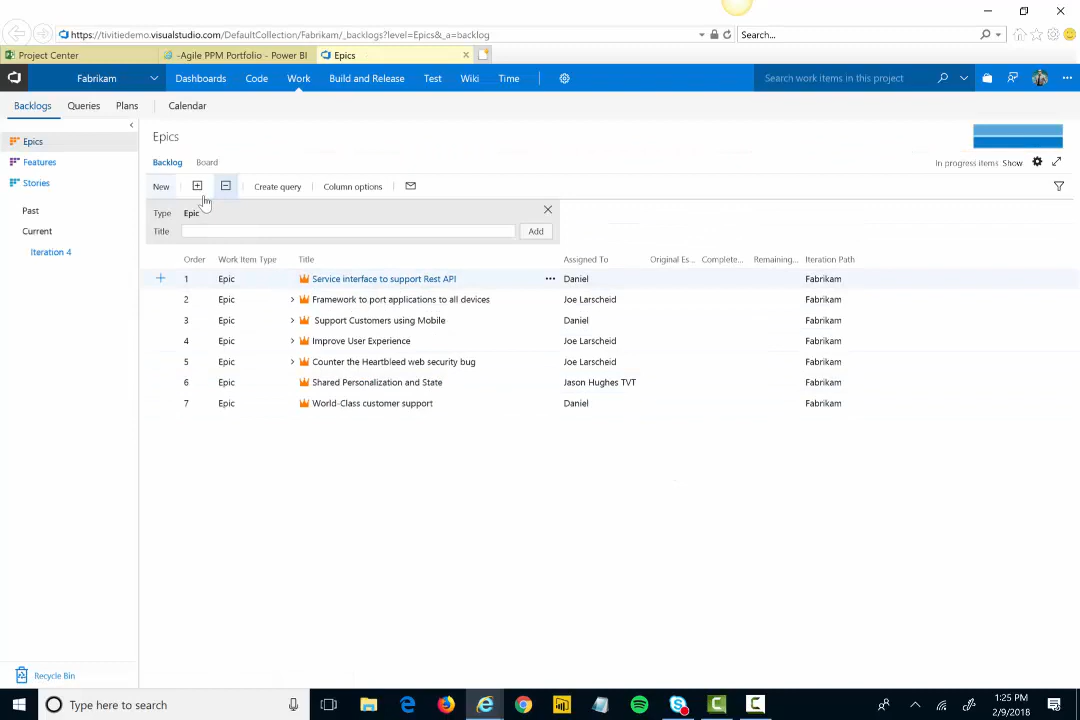 https://tivitiedemo.visualstudio.com/DefaultCollection/Fabrikam/_backlogs?level=Epics&_a=backlog
Search...
Project Center
-Agile PPM Portfolio - Power BI
Epics
Fabrikam
Dashboards
Code
Work
Build and Release
Test
Wiki
Time
Search work items in this project
Backlogs
Queries
Plans
Calendar
Epics
Features
Stories
Past
Current
Iteration 4
Epics
Backlog
Board
In progress items Show
New
Create query
Column options
Type Epic
Title
Add
Order Work Item Type Title Assigned To Original Es... Complete... Remaining... Iteration Path
1 Epic Service interface to support Rest API ... Daniel Fabrikam
2 Epic Framework to port applications to all devices Joe Larscheid Fabrikam
3 Epic Support Customers using Mobile Daniel Fabrikam
4 Epic Improve User Experience Joe Larscheid Fabrikam
5 Epic Counter the Heartbleed web security bug Joe Larscheid Fabrikam
6 Epic Shared Personalization and State Jason Hughes TVT Fabrikam
7 Epic World-Class customer support Daniel Fabrikam
Recycle Bin
Type here to search
1:25 PM
2/9/2018